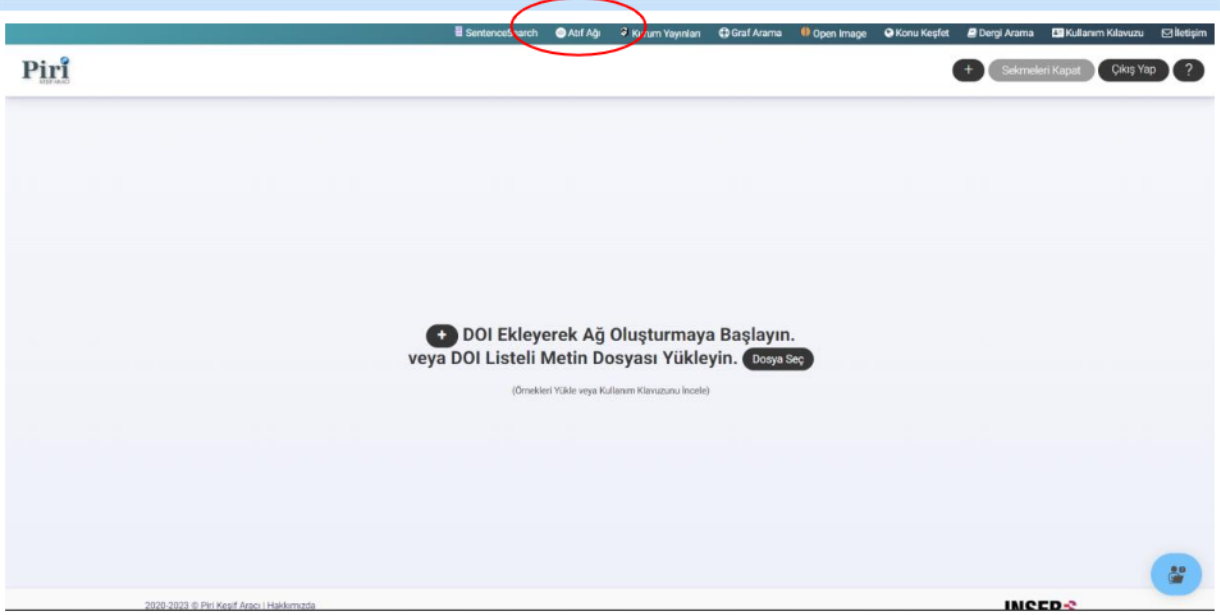 SentenceSearch Atıf Ağı Kurum Yayınları Graf Arama Open Image Konu Keşfet Dergi Arama Kullanım Kılavuzu İletişim
Piri
KEŞİF ARACI
+ Sekmeleri Kapat Çıkış Yap ?
+ DOI Ekleyerek Ağ Oluşturmaya Başlayın.
veya DOI Listeli Metin Dosyası Yükleyin. Dosya Seç
(Örnekleri Yükle veya Kullanım Klavuzunu İncele)
2020-2023 © Piri Keşif Aracı | Hakkımızda